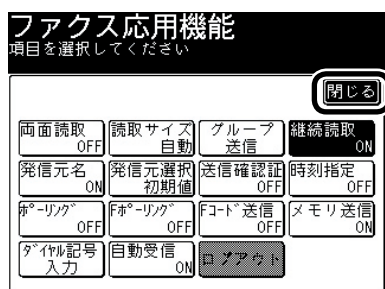 ファクス応用機能
項目を選択してください
閉じる
両面読取 OFF
読取サイズ 自動
グループ送信
継続読取 ON
発信元名 ON
発信元選択 初期値
送信確認証 OFF
時刻指定 OFF
ﾎﾟｰﾘﾝｸﾞ OFF
Fﾎﾟｰﾘﾝｸﾞ OFF
Fｺｰﾄﾞ送信 OFF
メモリ送信 ON
ﾀﾞｲﾔﾙ記号入力
自動受信 ON
ログアウト